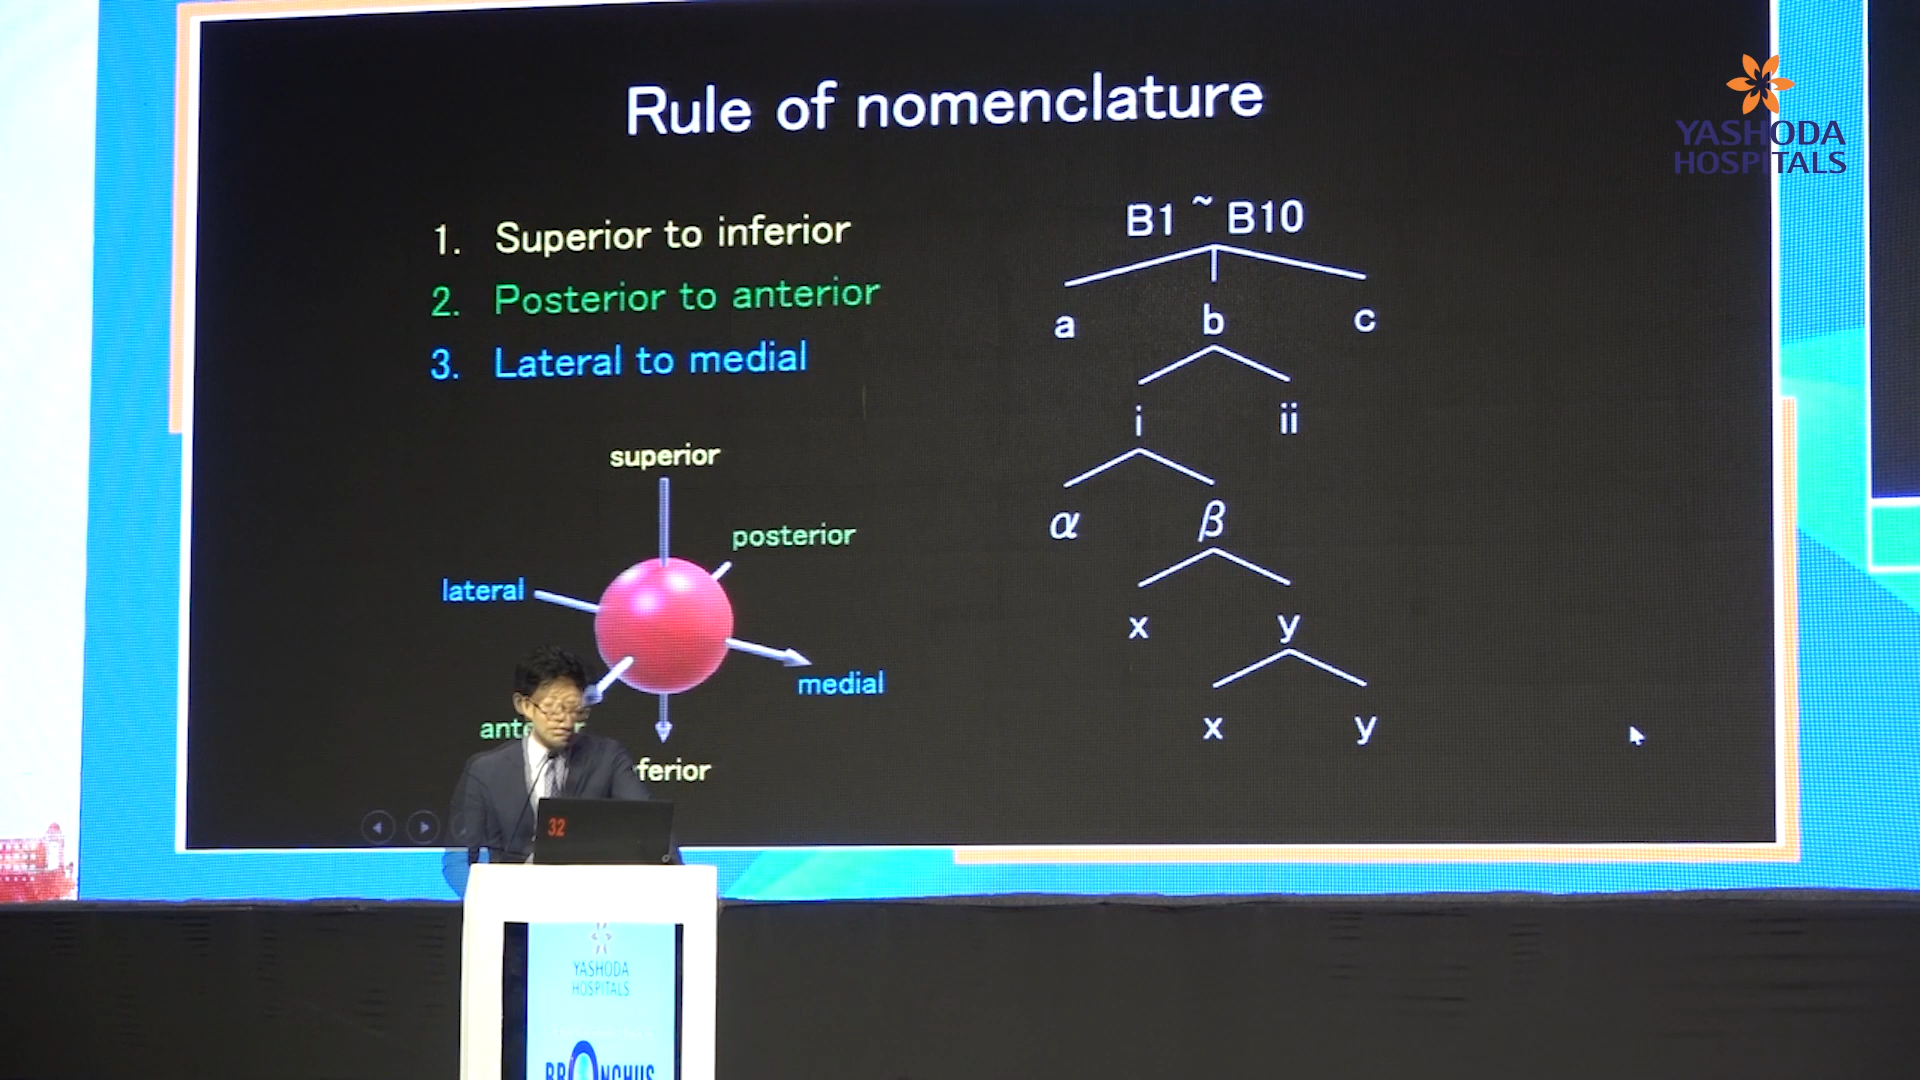 Rule of nomenclature
YASHODA
HOSPITALS
1. Superior to inferior
2. Posterior to anterior
3. Lateral to medial
B1 ~ B10
a b c
i ii
α β
x y
x y
superior
posterior
lateral
medial
32
YASHODA
HOSPITALS